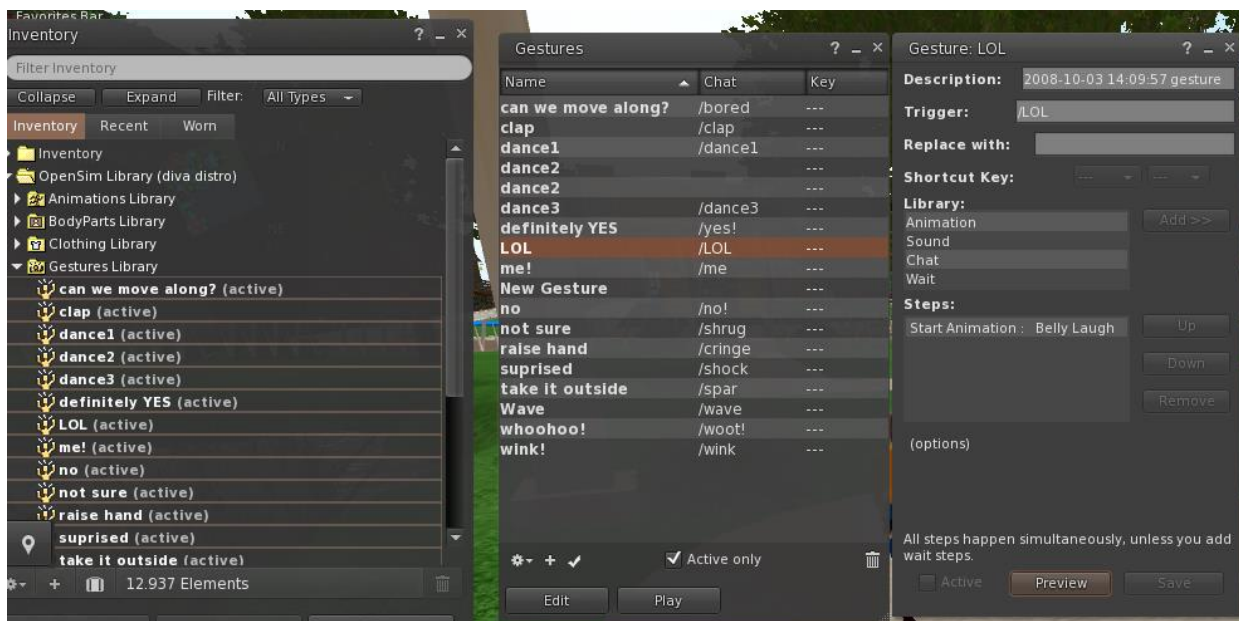 Favorites Bar
Inventory ? _ ×
Filter Inventory
Collapse Expand Filter: All Types
Inventory Recent Worn
Inventory
OpenSim Library (diva distro)
Animations Library
BodyParts Library
Clothing Library
Gestures Library
can we move along? (active)
clap (active)
dance1 (active)
dance2 (active)
dance3 (active)
definitely YES (active)
LOL (active)
me! (active)
no (active)
not sure (active)
raise hand (active)
suprised (active)
take it outside (active)
+ 12.937 Elements
Gestures ? _ ×
Name Chat Key
can we move along? /bored ---
clap /clap ---
dance1 /dance1 ---
dance2 ---
dance2 ---
dance3 /dance3 ---
definitely YES /yes! ---
LOL /LOL ---
me! /me ---
New Gesture ---
no /no! ---
not sure /shrug ---
raise hand /cringe ---
suprised /shock ---
take it outside /spar ---
Wave /wave ---
whoohoo! /woot! ---
wink! /wink ---
+ Active only
Edit Play
Gesture: LOL ? _ ×
Description: 2008-10-03 14:09:57 gesture
Trigger: /LOL
Replace with:
Shortcut Key: --- ---
Library:
Animation Add >>
Sound
Chat
Wait
Steps:
Start Animation : Belly Laugh Up
Down
Remove
(options)
All steps happen simultaneously, unless you add
wait steps.
Active Preview Save